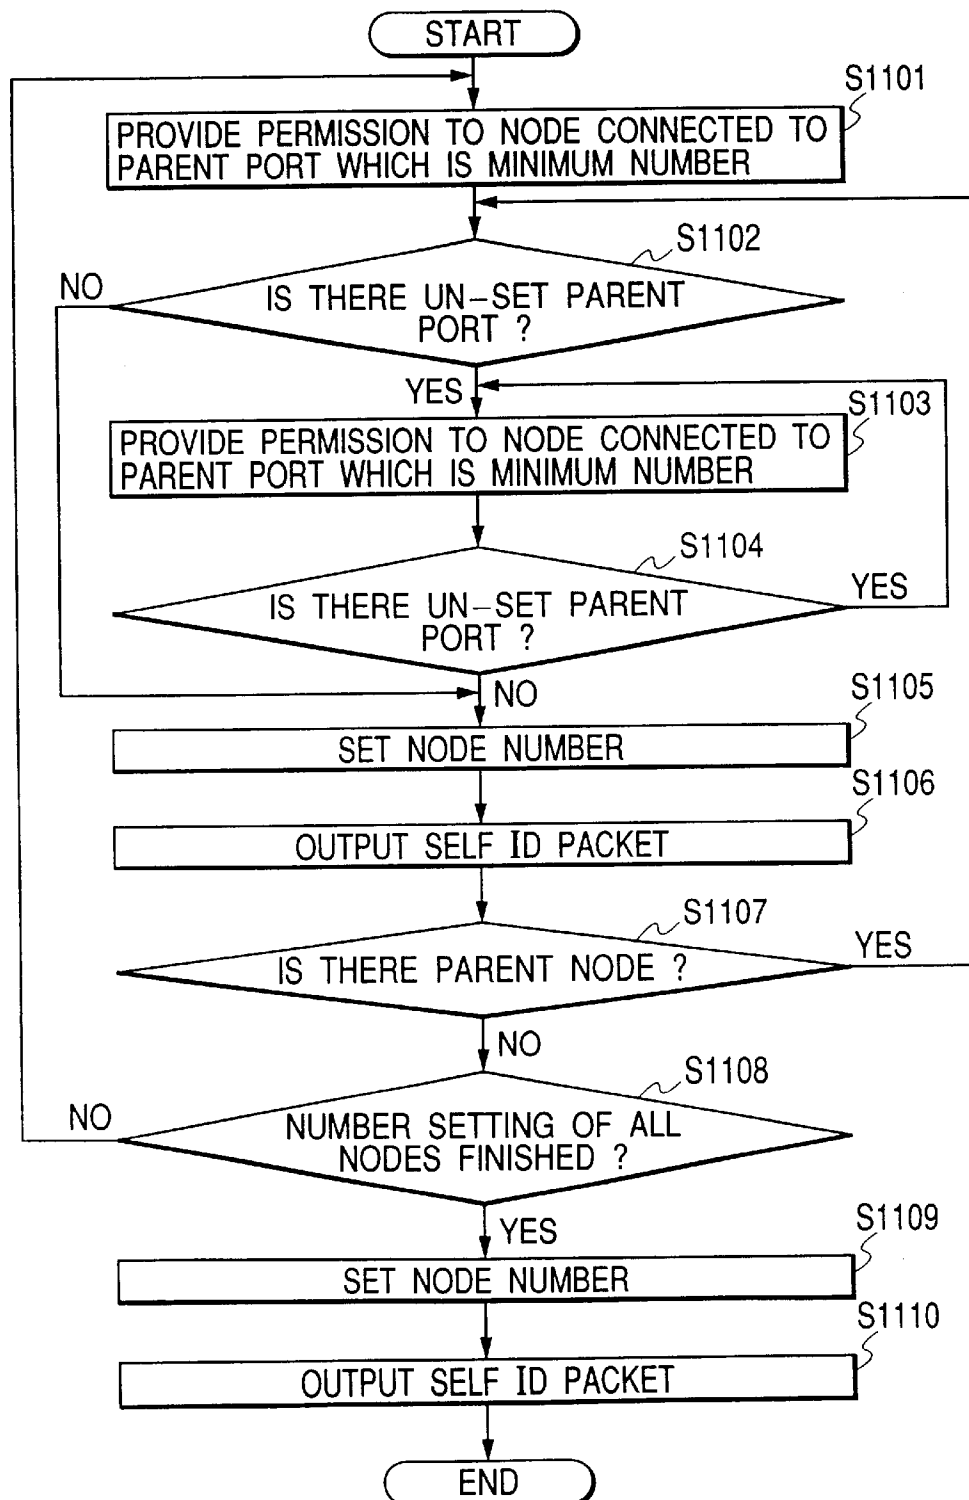 START
S1101
PROVIDE PERMISSION TO NODE CONNECTED TO
PARENT PORT WHICH IS MINIMUM NUMBER
S1102
NO
IS THERE UN-SET PARENT
PORT ?
YES
S1103
PROVIDE PERMISSION TO NODE CONNECTED TO
PARENT PORT WHICH IS MINIMUM NUMBER
S1104
YES
IS THERE UN-SET PARENT
PORT ?
NO
S1105
SET NODE NUMBER
S1106
OUTPUT SELF ID PACKET
S1107
YES
IS THERE PARENT NODE ?
NO
S1108
NO
NUMBER SETTING OF ALL
NODES FINISHED ?
YES
S1109
SET NODE NUMBER
S1110
OUTPUT SELF ID PACKET
END